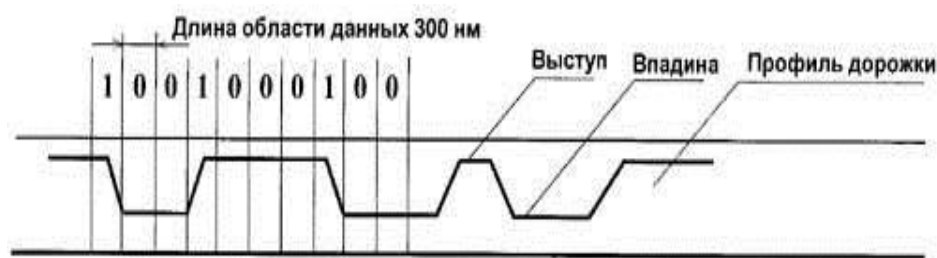 Длина области данных 300 нм
Выступ Впадина Профиль дорожки
1 0 0 1 0 0 0 1 0 0